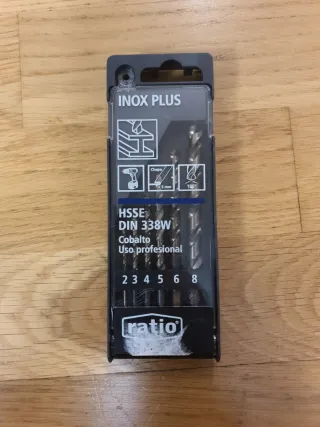 INOX PLUS
HSSE
DIN 338W
Cobalto
Uso profesional
2 3 4 5 6 8
ratio